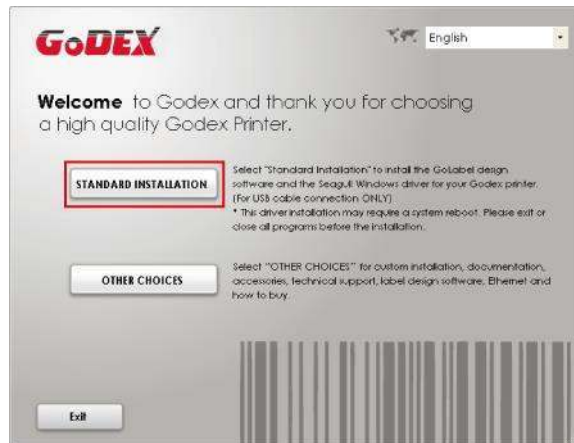 GoDEX
English
Welcome to Godex and thank you for choosing
a high quality Godex Printer.
STANDARD INSTALLATION
Select "Standard Installation" to install the GoLabel design
software and the Seagull Windows driver for your Godex printer.
(For USB cable connection ONLY)
* This driver installation may require a system reboot. Please exit or
close all programs before the installation.
OTHER CHOICES
Select "OTHER CHOICES" for custom installation, documentation,
accessories, technical support, label design software, Ethernet and
how to buy.
Exit